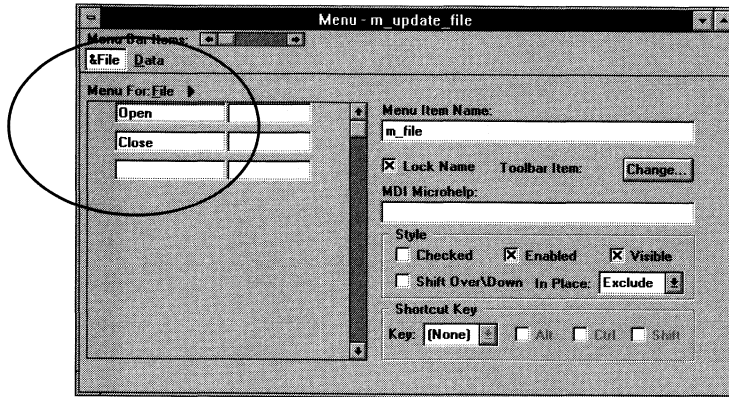 Menu - m_update_file
Menu Bar Items:
&File Data
Menu For:File
Open
Close
Menu Item Name:
m_file
Lock Name Toolbar Item: Change...
MDI Microhelp:
Style
Checked Enabled Visible
Shift Over\Down In Place: Exclude
Shortcut Key
Key: (None) Alt Ctrl Shift